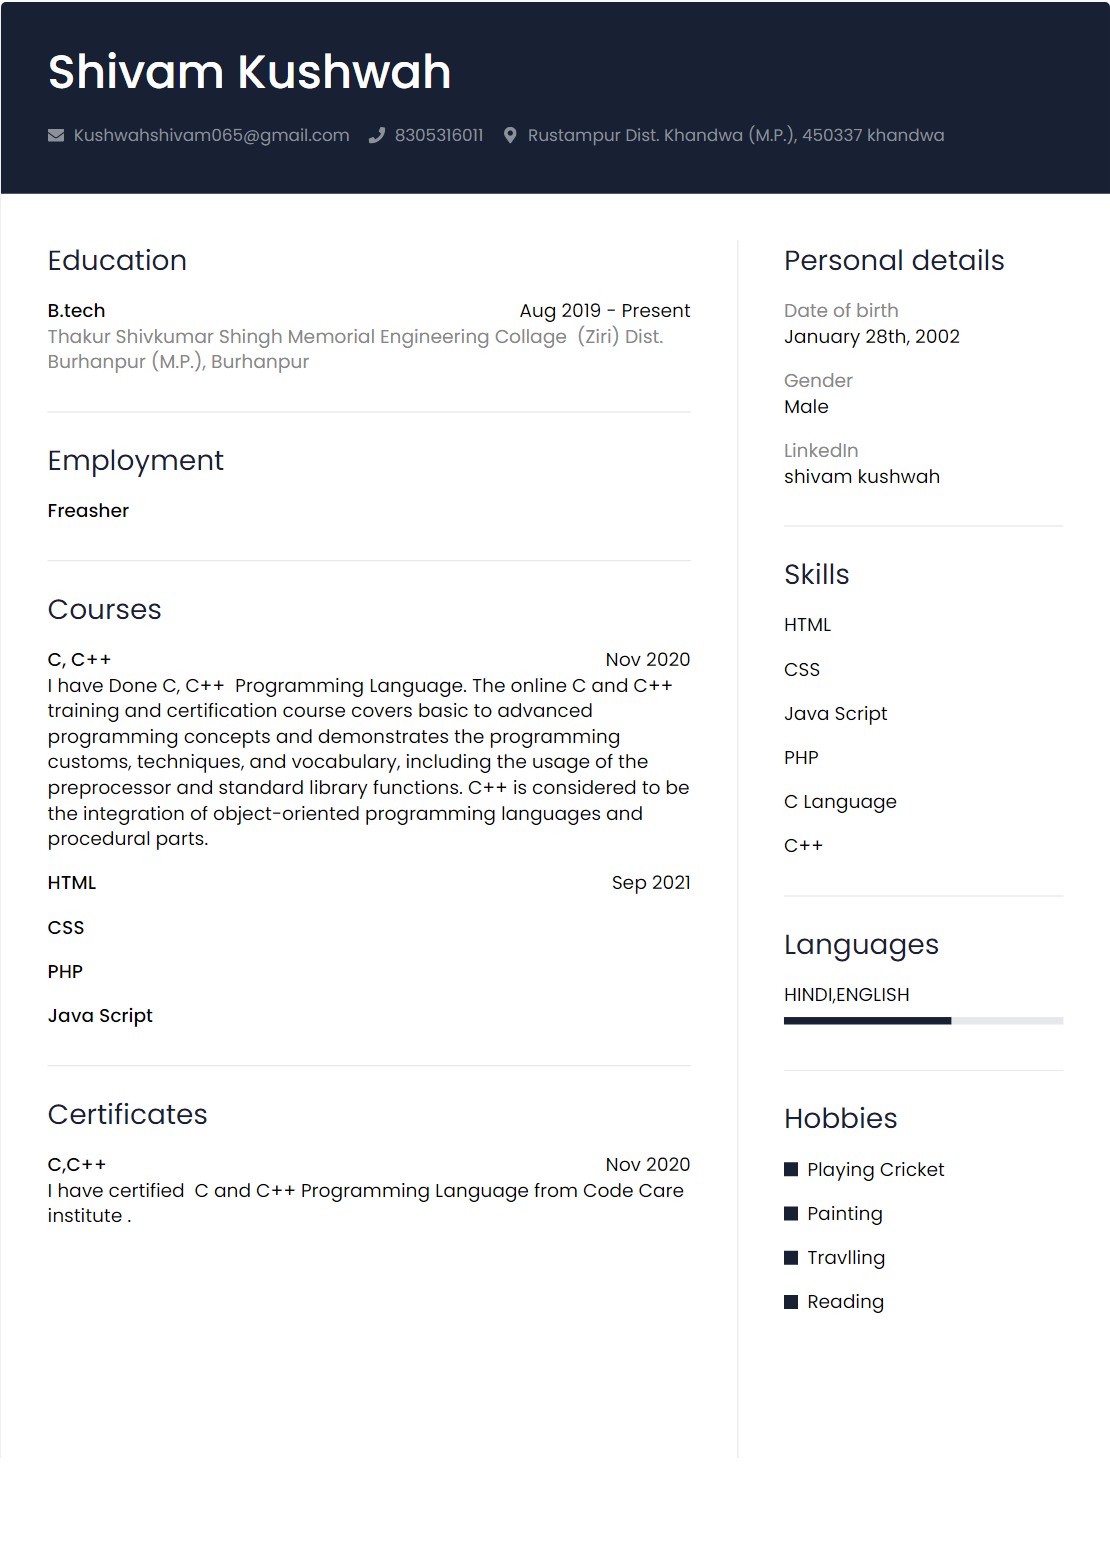 Shivam Kushwah
Kushwahshivam065@gmail.com 8305316011 Rustampur Dist. Khandwa (M.P.), 450337 khandwa
Education
B.tech Aug 2019 - Present
Thakur Shivkumar Shingh Memorial Engineering Collage (Ziri) Dist.
Burhanpur (M.P.), Burhanpur
Employment
Freasher
Courses
C, C++ Nov 2020
I have Done C, C++ Programming Language. The online C and C++
training and certification course covers basic to advanced
programming concepts and demonstrates the programming
customs, techniques, and vocabulary, including the usage of the
preprocessor and standard library functions. C++ is considered to be
the integration of object-oriented programming languages and
procedural parts.
HTML Sep 2021
CSS
PHP
Java Script
Certificates
C,C++ Nov 2020
I have certified C and C++ Programming Language from Code Care
institute .
Personal details
Date of birth
January 28th, 2002
Gender
Male
LinkedIn
shivam kushwah
Skills
HTML
CSS
Java Script
PHP
C Language
C++
Languages
HINDI,ENGLISH
Hobbies
Playing Cricket
Painting
Travlling
Reading